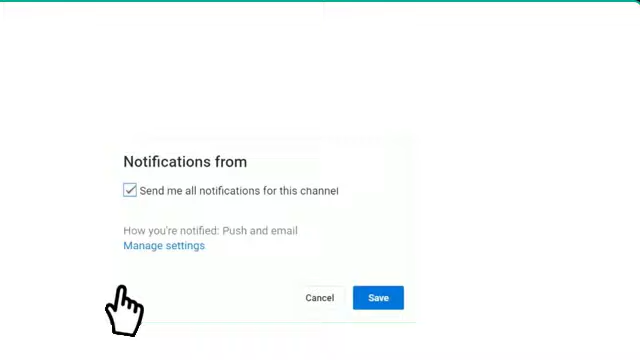 Notifications from
Send me all notifications for this channel
How you're notified: Push and email
Manage settings
Cancel
Save